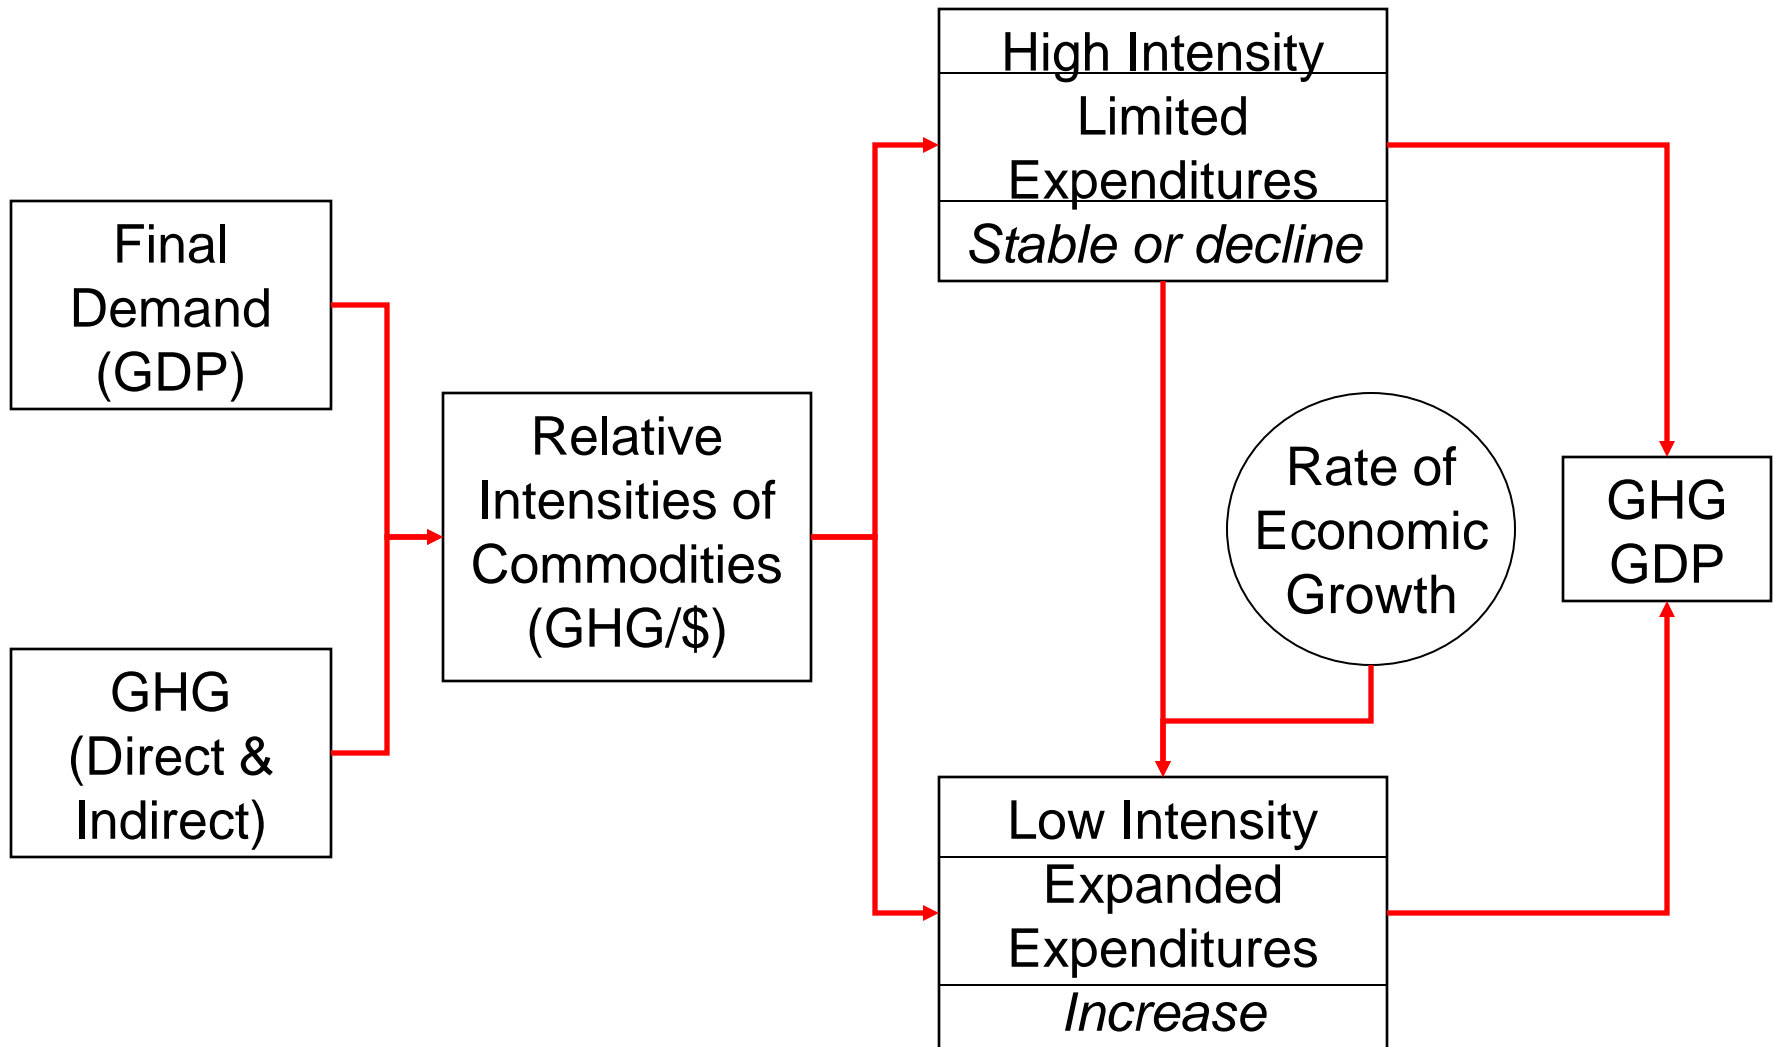 Final
Demand
(GDP)
GHG
(Direct &
Indirect)
Relative
Intensities of
Commodities
(GHG/$)
High Intensity
Limited
Expenditures
Stable or decline
Rate of
Economic
Growth
Low Intensity
Expanded
Expenditures
Increase
GHG
GDP